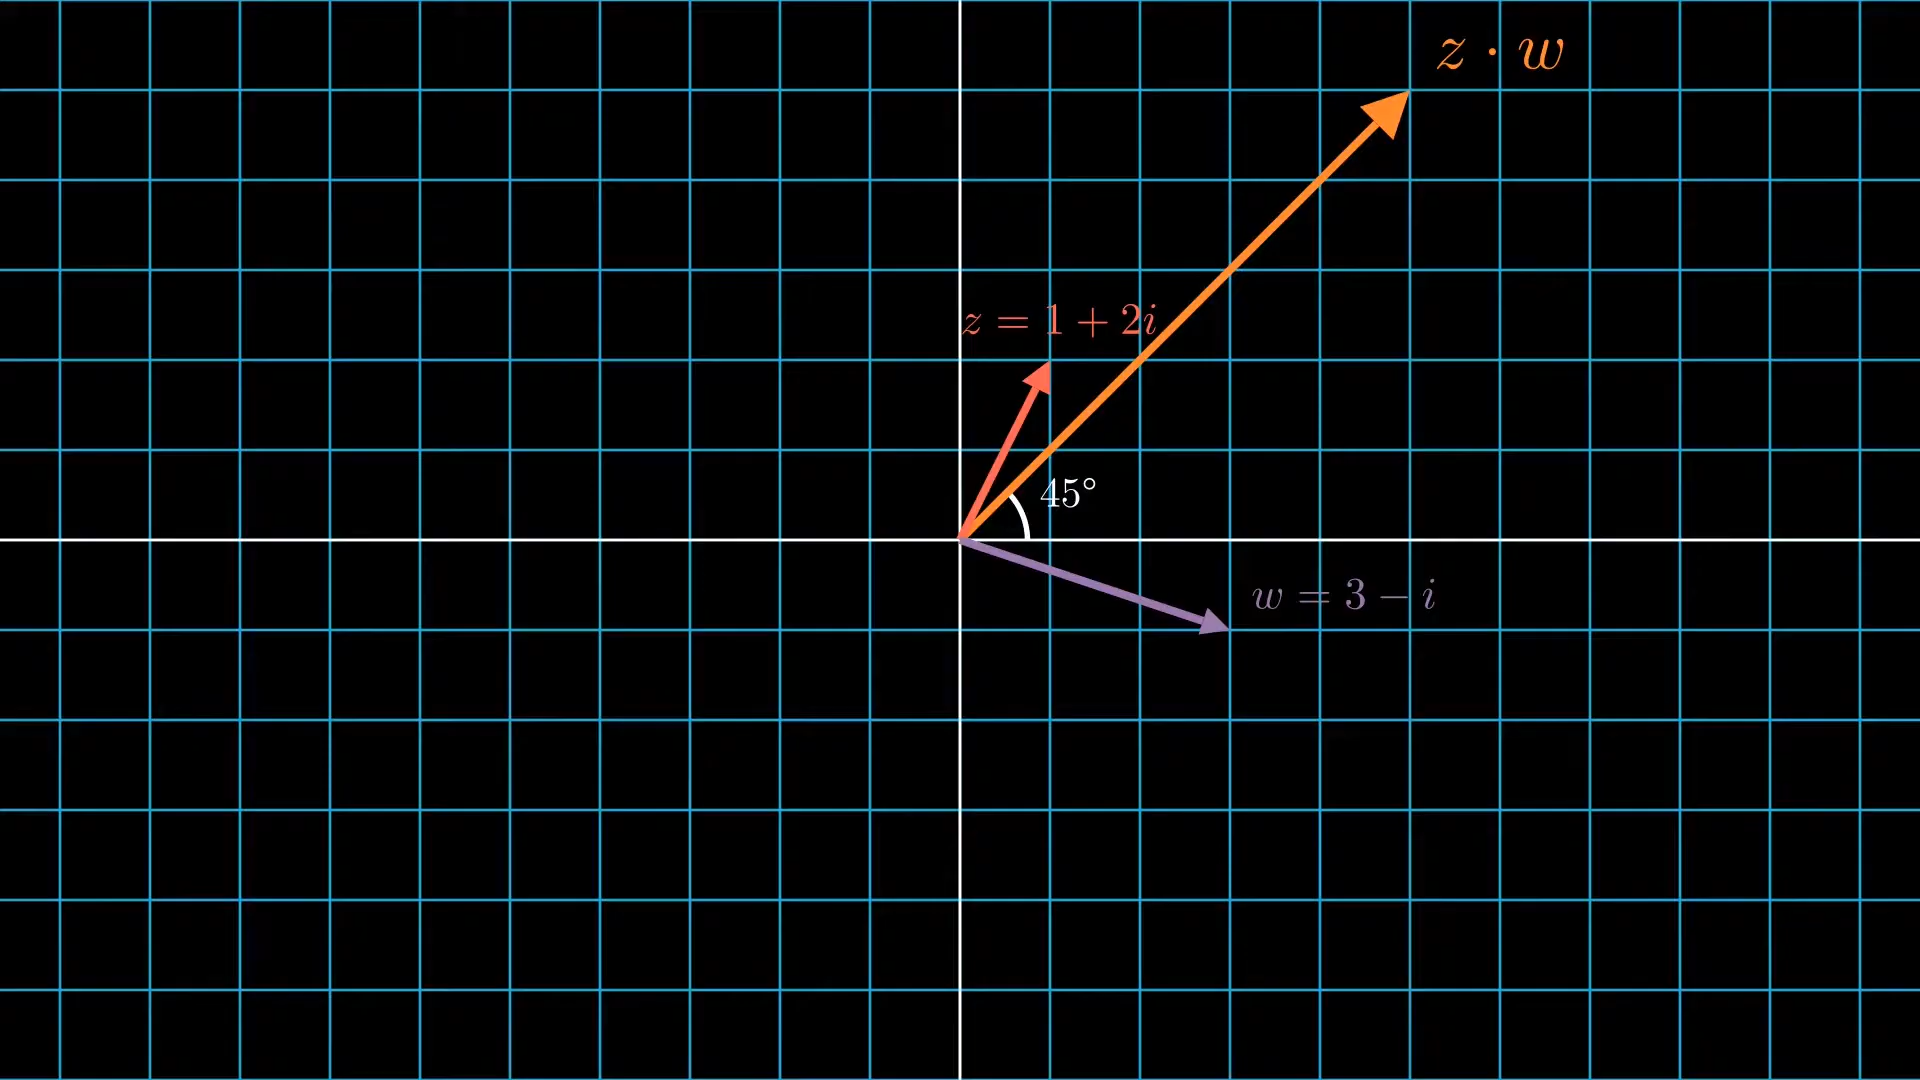 z · w
z = 1 + 2i
45°
w = 3 − i